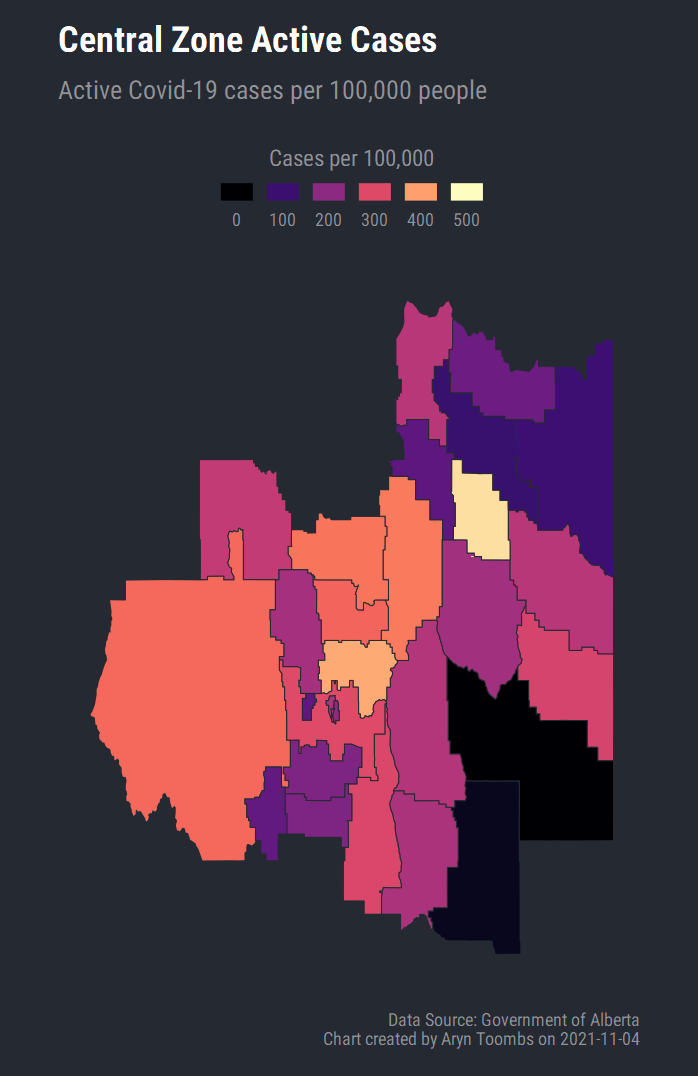 Central Zone Active Cases
Active Covid-19 cases per 100,000 people
Cases per 100,000
0 100 200 300 400 500
Data Source: Government of Alberta
Chart created by Aryn Toombs on 2021-11-04